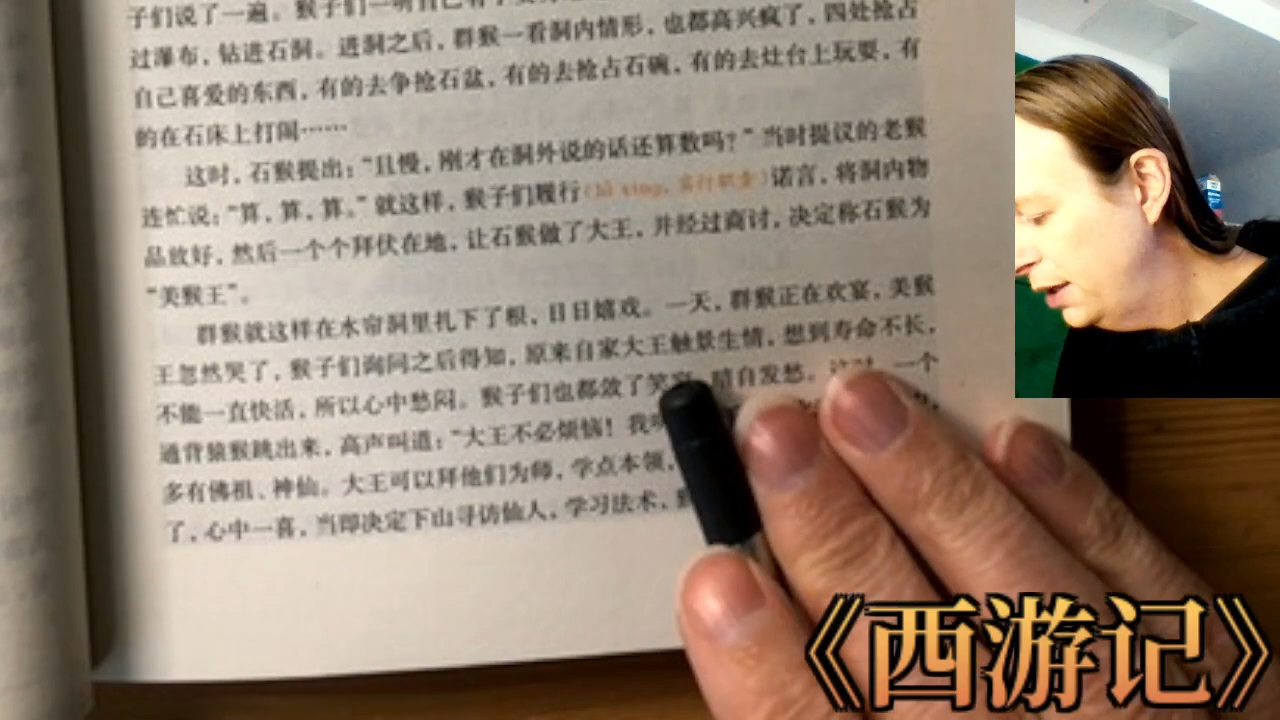 子们说了一遍。猴子们一听自己有了
过瀑布，钻进石洞。进洞之后，群猴一看洞内情形，也都高兴疯了，四处抢占
自己喜爱的东西，有的去争抢石盆，有的去抢占石碗，有的去灶台上玩耍，有
的在石床上打闹……
这时，石猴提出：“且慢，刚才在洞外说的话还算数吗？”当时提议的老猴
连忙说：“算，算，算。”就这样，猴子们履行（lǚ xíng，实行职责）诺言，将洞内物
品放好，然后一个个拜伏在地，让石猴做了大王，并经过商讨，决定称石猴为
“美猴王”。
群猴就这样在水帘洞里扎下了根，日日嬉戏。一天，群猴正在欢宴，美猴
王忽然哭了，猴子们询问之后得知，原来自家大王触景生情，想到寿命不长，
不能一直快活，所以心中愁闷。猴子们也都敛了笑容，暗自发愁。这时，一个
通背猿猴跳出来，高声叫道：“大王不必烦恼！我
多有佛祖、神仙。大王可以拜他们为师，学点本领，
了，心中一喜，当即决定下山寻访仙人，学习法术，
《西游记》